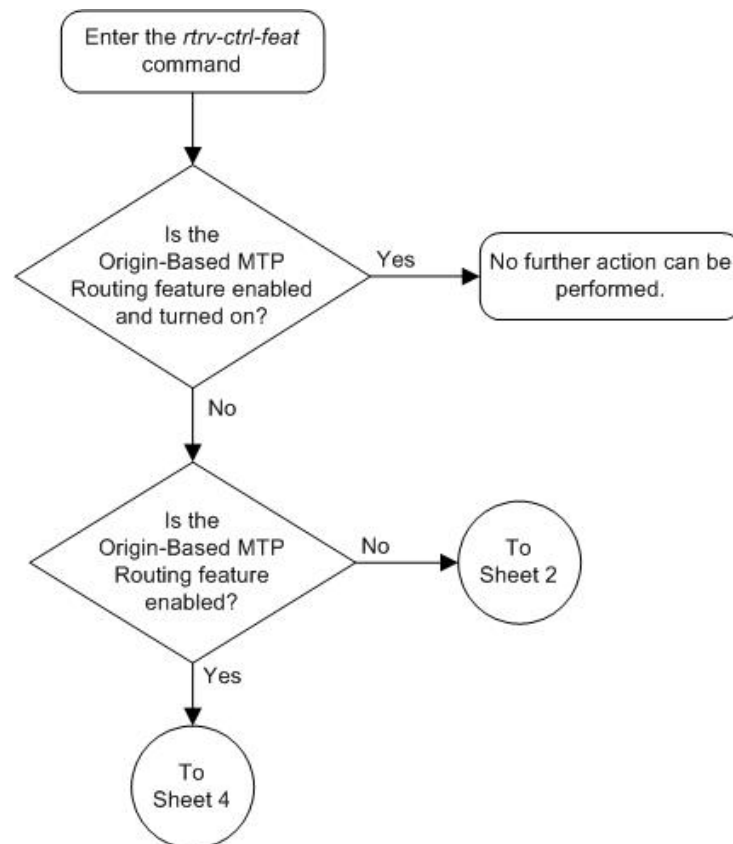 Enter the rtrv-ctrl-feat
command
Is the
Origin-Based MTP
Routing feature enabled
and turned on?
Yes
No further action can be
performed.
No
Is the
Origin-Based MTP
Routing feature
enabled?
No
To
Sheet 2
Yes
To
Sheet 4